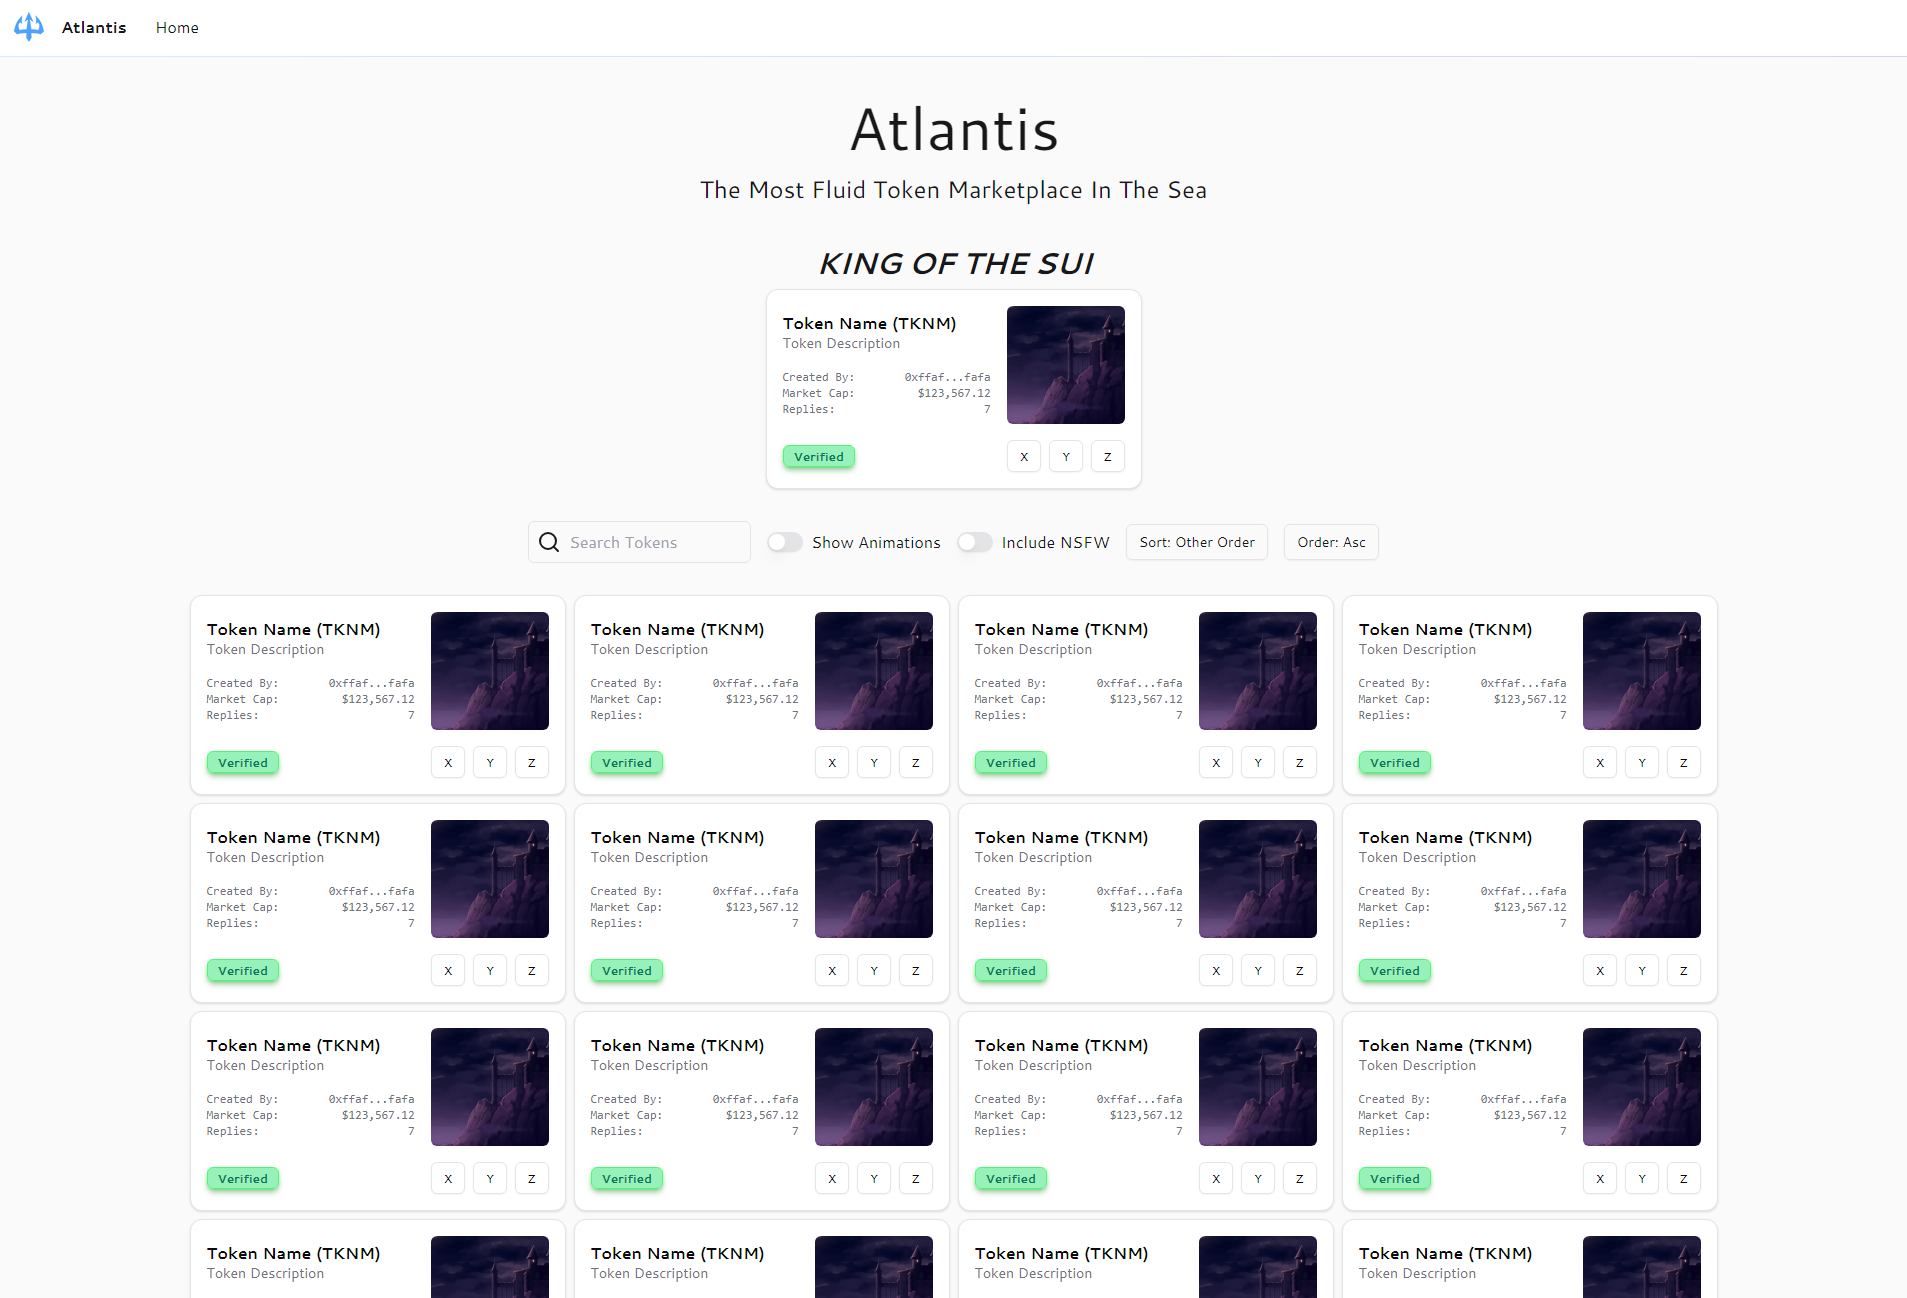 Atlantis Home
Atlantis
The Most Fluid Token Marketplace In The Sea
KING OF THE SUI
Token Name (TKNM)
Token Description
Created By: 0xffaf...fafa
Market Cap: $123,567.12
Replies: 7
Verified X Y Z
Search Tokens Show Animations Include NSFW Sort: Other Order Order: Asc
Token Name (TKNM) Token Name (TKNM) Token Name (TKNM) Token Name (TKNM)
Token Description Token Description Token Description Token Description
Created By: 0xffaf...fafa Created By: 0xffaf...fafa Created By: 0xffaf...fafa Created By: 0xffaf...fafa
Market Cap: $123,567.12 Market Cap: $123,567.12 Market Cap: $123,567.12 Market Cap: $123,567.12
Replies: 7 Replies: 7 Replies: 7 Replies: 7
Verified X Y Z Verified X Y Z Verified X Y Z Verified X Y Z
Token Name (TKNM) Token Name (TKNM) Token Name (TKNM) Token Name (TKNM)
Token Description Token Description Token Description Token Description
Created By: 0xffaf...fafa Created By: 0xffaf...fafa Created By: 0xffaf...fafa Created By: 0xffaf...fafa
Market Cap: $123,567.12 Market Cap: $123,567.12 Market Cap: $123,567.12 Market Cap: $123,567.12
Replies: 7 Replies: 7 Replies: 7 Replies: 7
Verified X Y Z Verified X Y Z Verified X Y Z Verified X Y Z
Token Name (TKNM) Token Name (TKNM) Token Name (TKNM) Token Name (TKNM)
Token Description Token Description Token Description Token Description
Created By: 0xffaf...fafa Created By: 0xffaf...fafa Created By: 0xffaf...fafa Created By: 0xffaf...fafa
Market Cap: $123,567.12 Market Cap: $123,567.12 Market Cap: $123,567.12 Market Cap: $123,567.12
Replies: 7 Replies: 7 Replies: 7 Replies: 7
Verified X Y Z Verified X Y Z Verified X Y Z Verified X Y Z
Token Name (TKNM) Token Name (TKNM) Token Name (TKNM) Token Name (TKNM)
Token Description Token Description Token Description Token Description